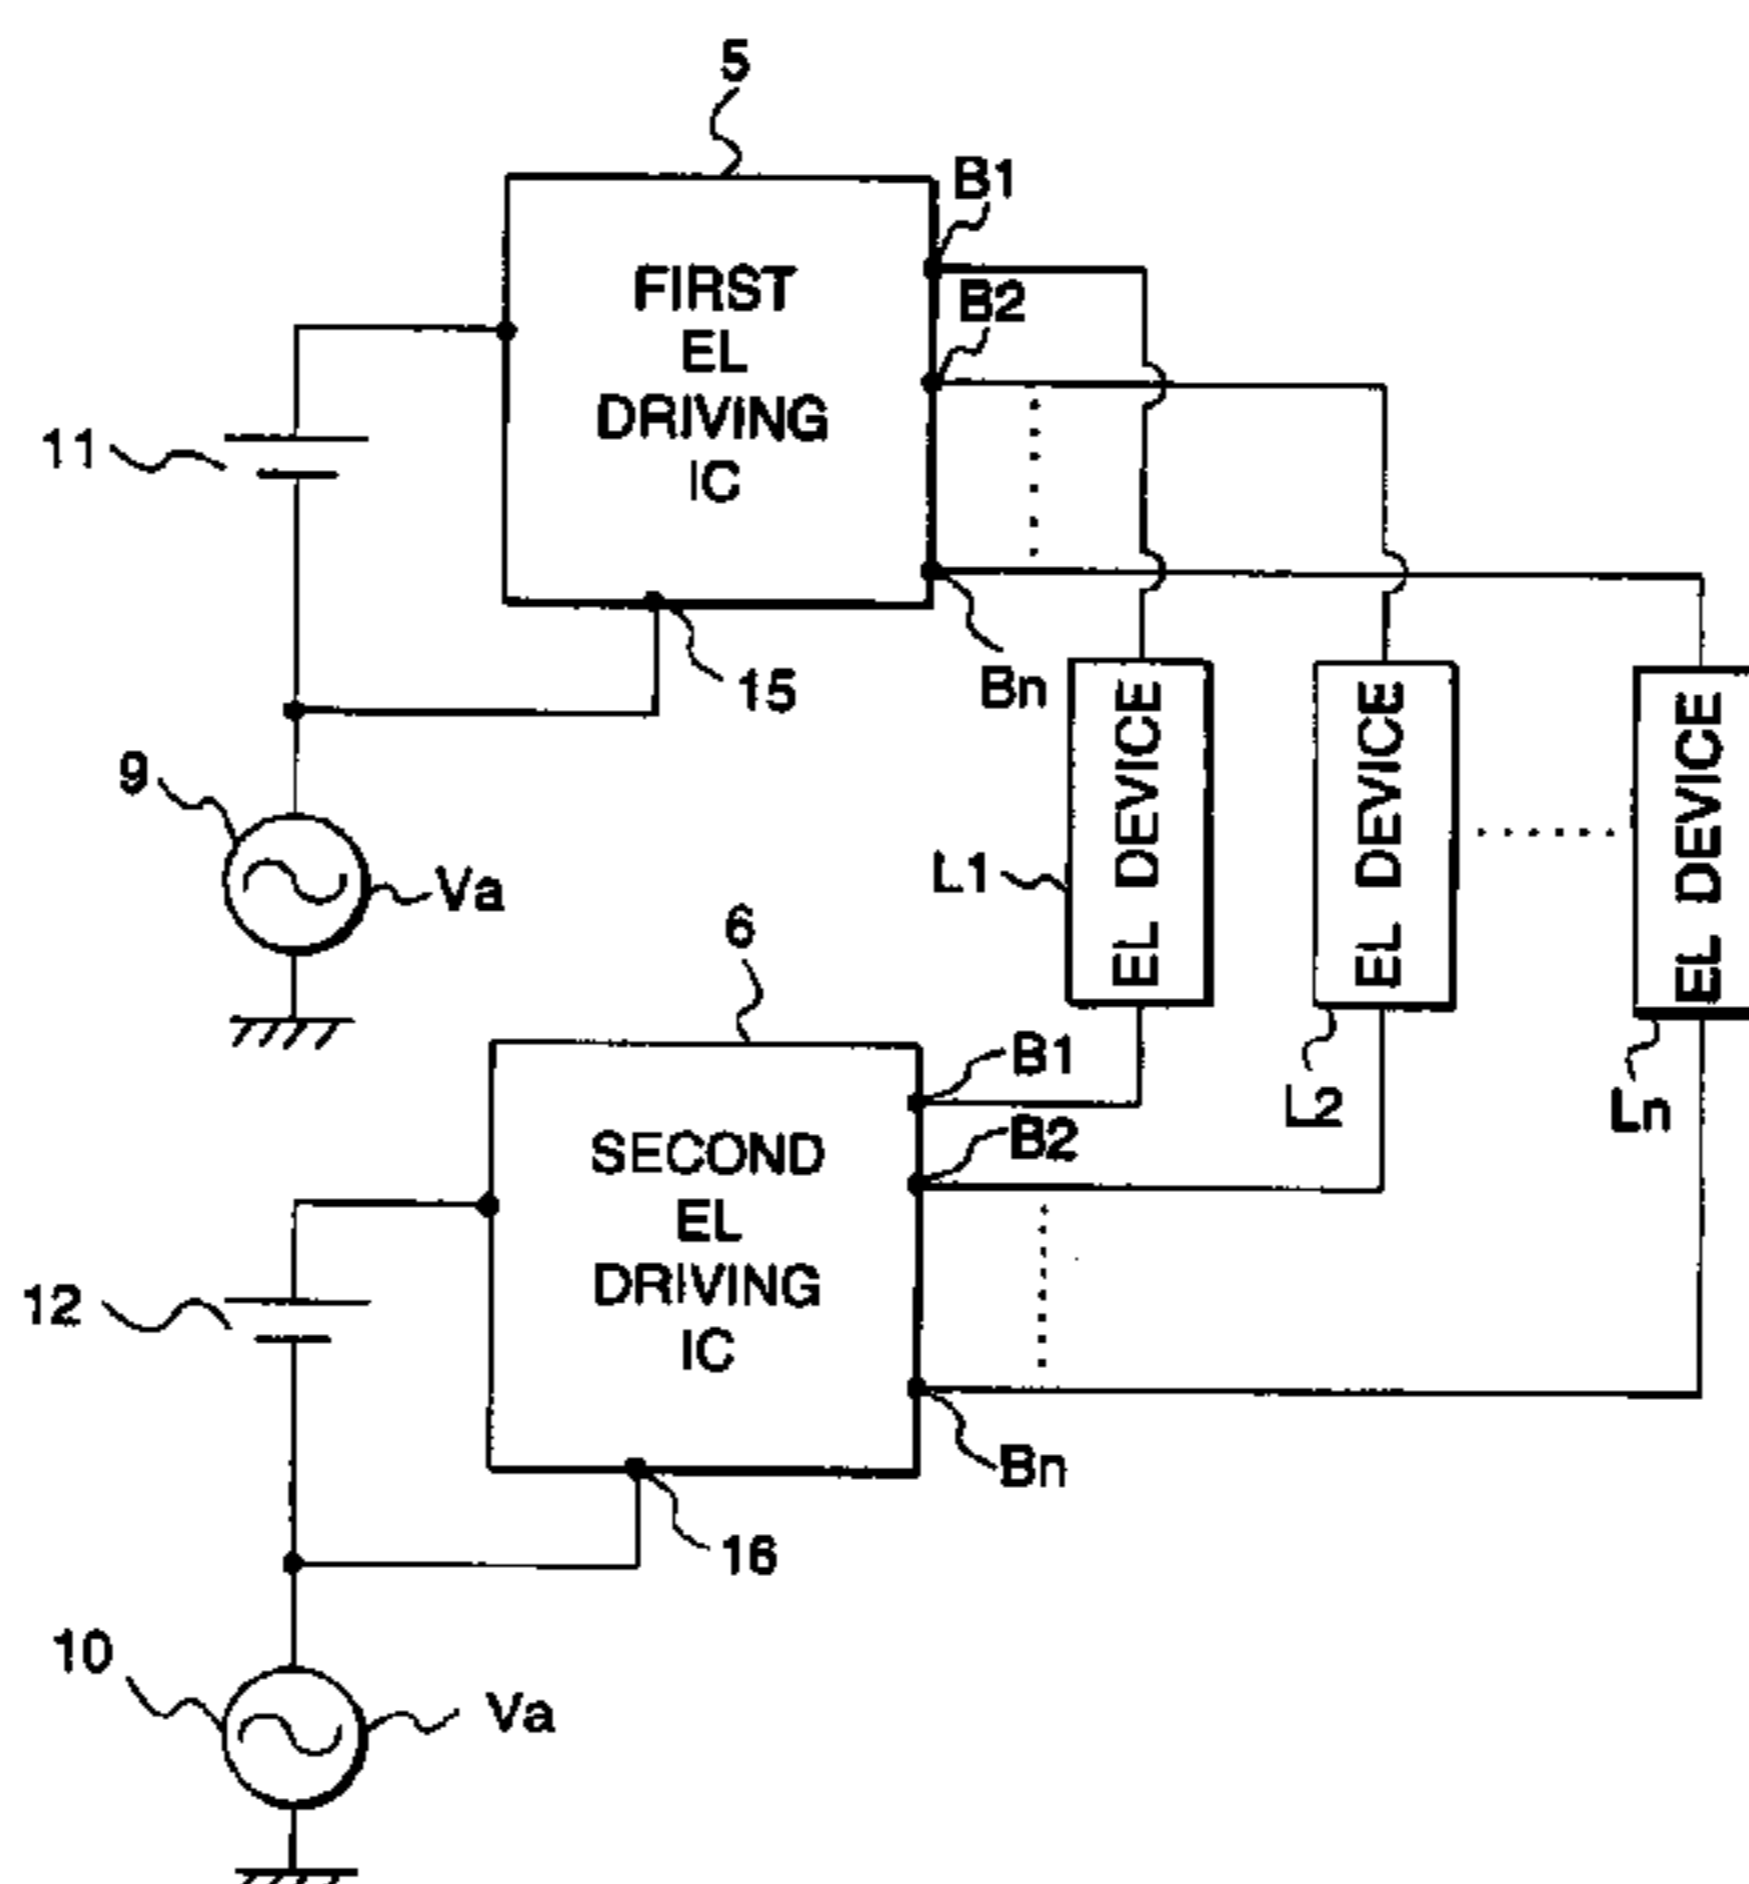 5
B1
FIRST
EL
DRIVING
IC
B2
11
15
Bn
9
Va
EL DEVICE
EL DEVICE
EL DEVICE
L1
L2
Ln
6
B1
SECOND
EL
DRIVING
IC
B2
12
Bn
16
10
Va